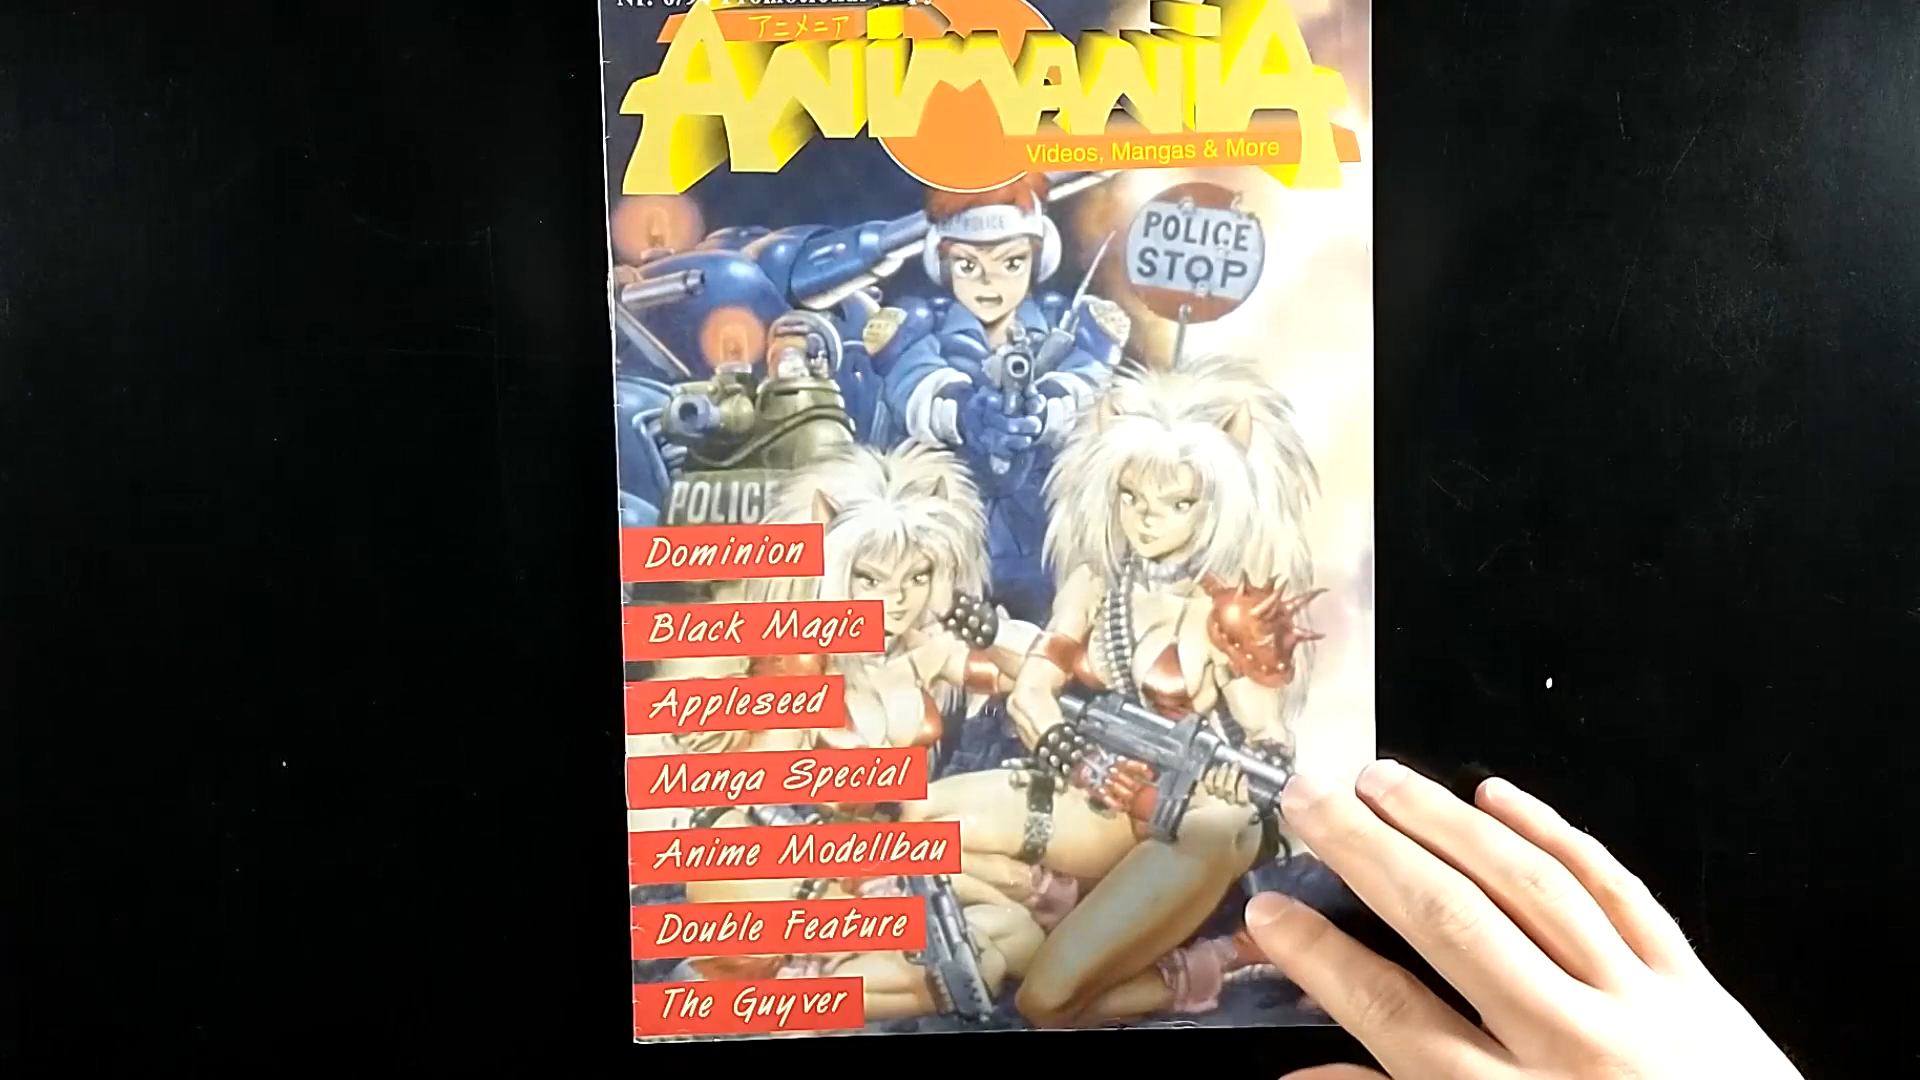 アニメニア
ANIMANIA
Videos, Mangas & More
POLICE
POLICE
STOP
POLICE
Dominion
Black Magic
Appleseed
Manga Special
Anime Modellbau
Double Feature
The Guyver